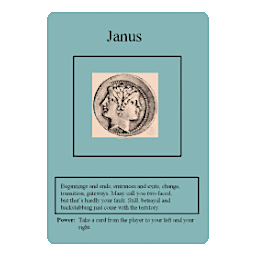 Janus
Beginnings and ends, entrances and exits, change,
transition, gateways. Many call you two-faced,
but that's hardly your fault. Still, betrayal and
backstabbing just come with the territory.
Power: Take a card from the player to your left and your
right.